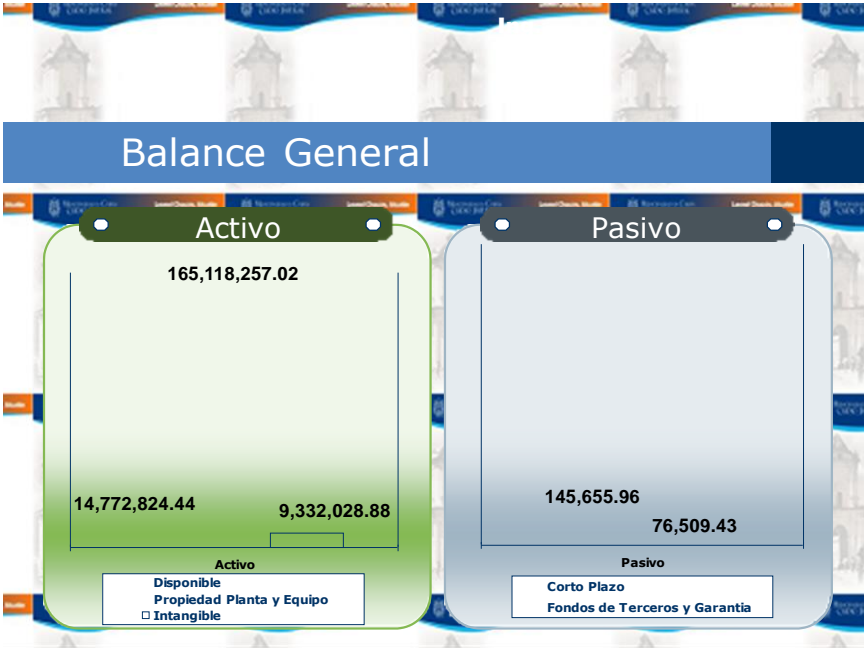 Balance General
Activo
165,118,257.02
14,772,824.44
9,332,028.88
Activo
Disponible
Propiedad Planta y Equipo
Intangible
Pasivo
145,655.96
76,509.43
Pasivo
Corto Plazo
Fondos de Terceros y Garantia